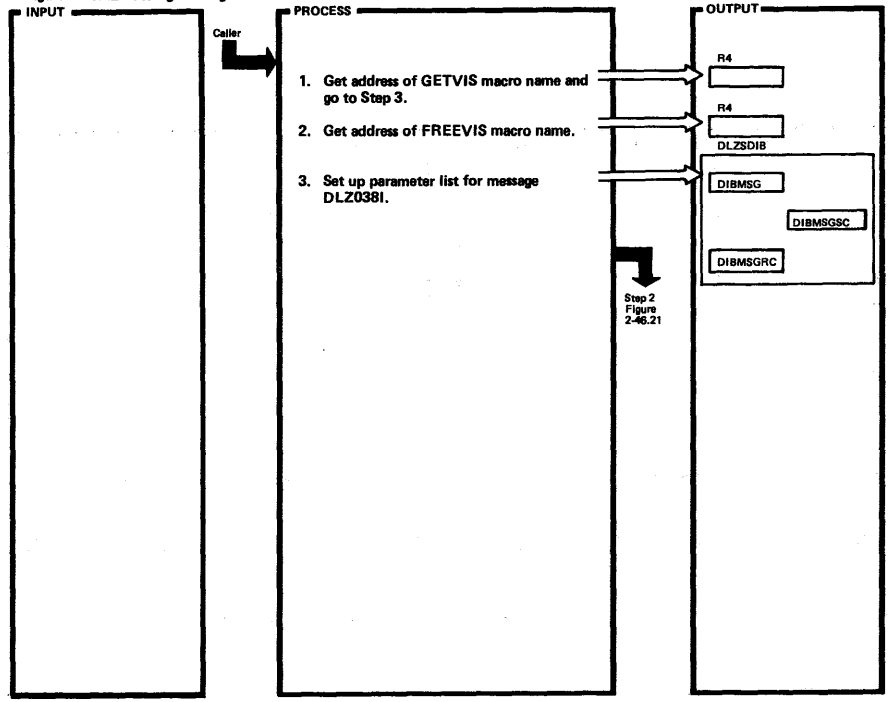 INPUT
Caller
PROCESS
1. Get address of GETVIS macro name and
go to Step 3.
2. Get address of FREEVIS macro name.
3. Set up parameter list for message
DLZ038I.
Step 2
Figure
2-46.21
OUTPUT
R4
R4
DLZSDIB
DIBMSG
DIBMSGSC
DIBMSGRC